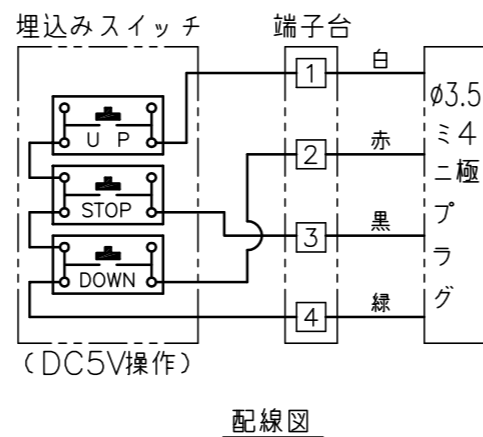 埋込みスイッチ
端子台
UP
STOP
DOWN
(DC5V操作)
1
2
3
4
白
赤
黒
緑
φ3.5
ミニプラグ
4極
配線図